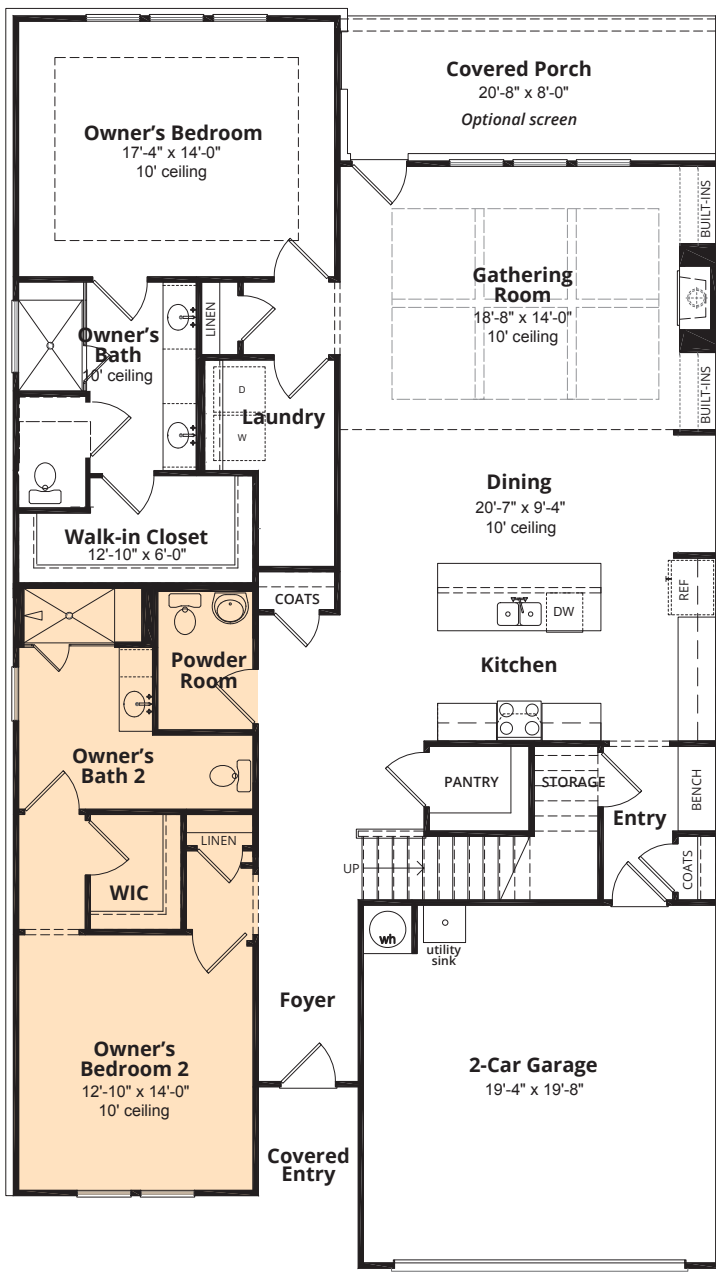 Covered Porch
20'-8" x 8'-0"
Optional screen
Owner's Bedroom
17'-4" x 14'-0"
10' ceiling
BUILT-INS
Gathering
Room
18'-8" x 14'-0"
10' ceiling
LINEN
Owner's
Bath
10' ceiling
BUILT-INS
D
W
Laundry
Dining
20'-7" x 9'-4"
10' ceiling
Walk-in Closet
12'-10" x 6'-0"
COATS
REF
DW
Powder
Room
Kitchen
Owner's
Bath 2
PANTRY
STORAGE
BENCH
Entry
LINEN
UP
COATS
WIC
wh
utility
sink
Foyer
Owner's
Bedroom 2
12'-10" x 14'-0"
10' ceiling
2-Car Garage
19'-4" x 19'-8"
Covered
Entry